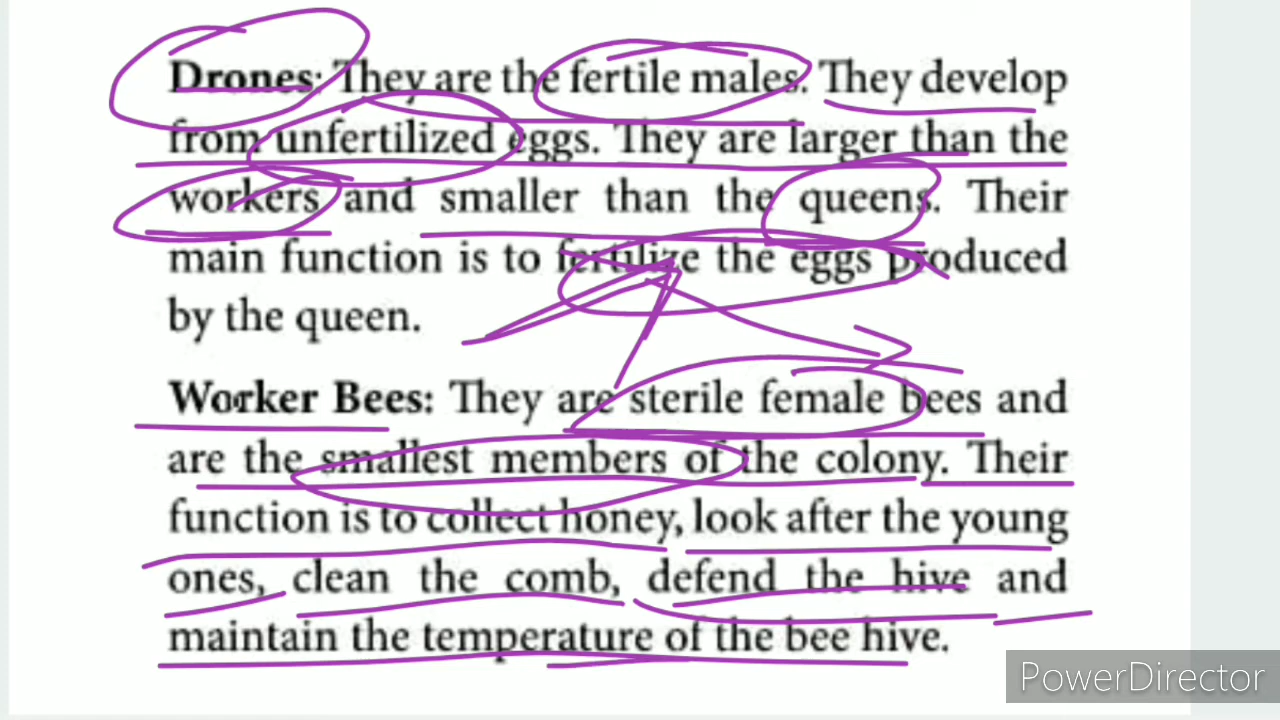 Drones: They are the fertile males. They develop
from unfertilized eggs. They are larger than the
workers and smaller than the queens. Their
main function is to fertilize the eggs produced
by the queen.
Worker Bees: They are sterile female bees and
are the smallest members of the colony. Their
function is to collect honey, look after the young
ones, clean the comb, defend the hive and
maintain the temperature of the bee hive.
PowerDirector